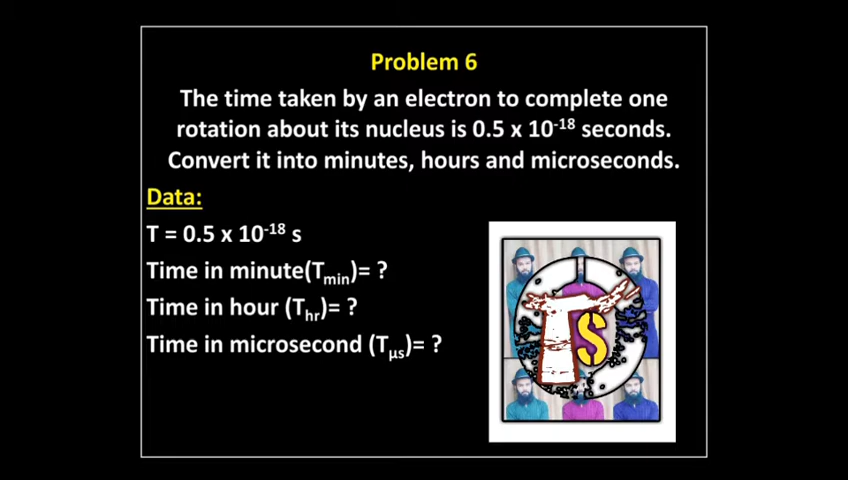 Problem 6
The time taken by an electron to complete one
rotation about its nucleus is 0.5 x 10⁻¹⁸ seconds.
Convert it into minutes, hours and microseconds.
Data:
T = 0.5 x 10⁻¹⁸ s
Time in minute(Tₘᵢₙ)= ?
Time in hour (Tₕᵣ)= ?
Time in microsecond (Tμs)= ?
TS